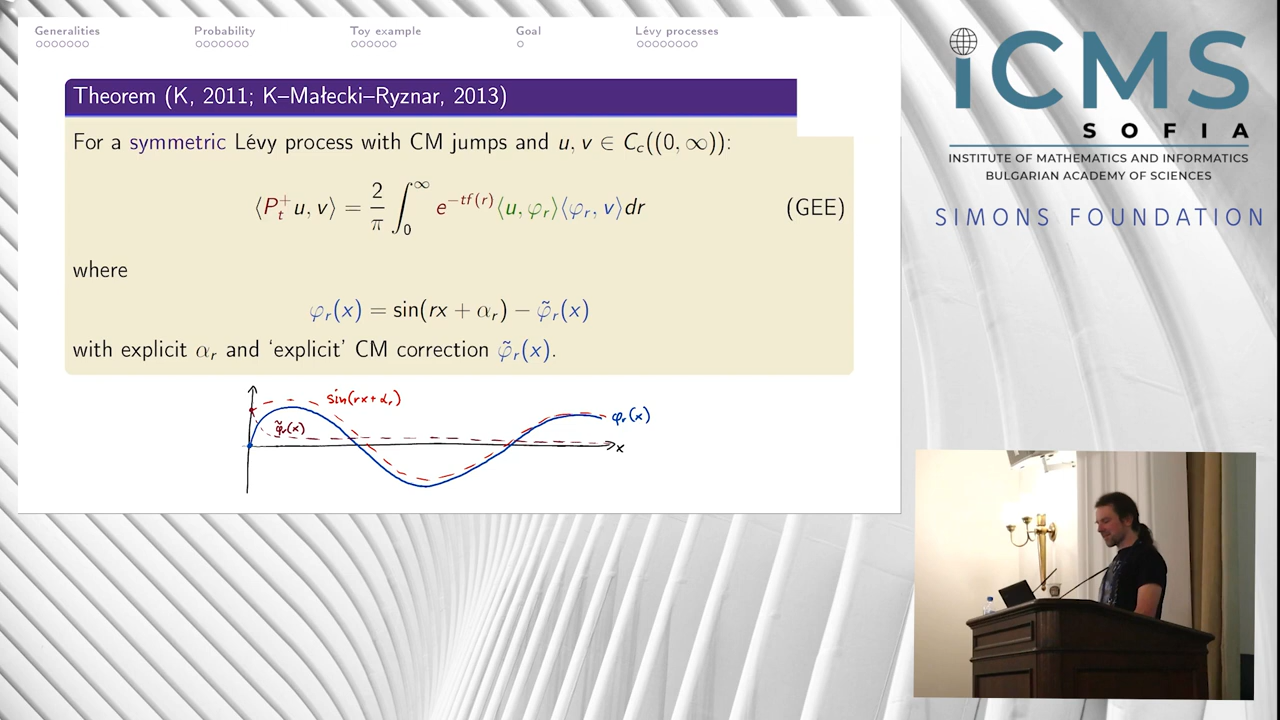 Generalities Probability Toy example Goal Lévy processes
Theorem (K, 2011; K–Małecki–Ryznar, 2013)
For a symmetric Lévy process with CM jumps and u, v ∈ C_c((0, ∞)):
⟨P_t^+ u, v⟩ = 2/π ∫_0^∞ e^{−tf(r)} ⟨u, φ_r⟩⟨φ_r, v⟩dr (GEE)
where
φ_r(x) = sin(rx + α_r) − φ̃_r(x)
with explicit α_r and ‘explicit’ CM correction φ̃_r(x).
sin(rx+α_r)
φ̃_r(x)
φ_r(x)
x
iCMS
SOFIA
INSTITUTE OF MATHEMATICS AND INFORMATICS
BULGARIAN ACADEMY OF SCIENCES
SIMONS FOUNDATION